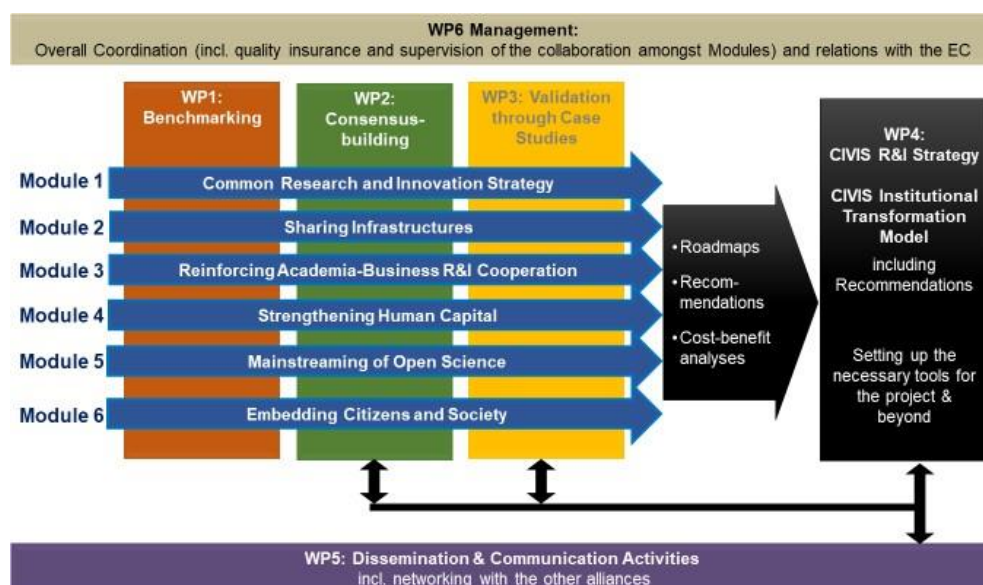 WP6 Management:
Overall Coordination (incl. quality insurance and supervision of the collaboration amongst Modules) and relations with the EC
WP1:
Benchmarking
WP2:
Consensus-
building
WP3: Validation
through Case
Studies
Module 1
Common Research and Innovation Strategy
Module 2
Sharing Infrastructures
Module 3
Reinforcing Academia-Business R&I Cooperation
Module 4
Strengthening Human Capital
Module 5
Mainstreaming of Open Science
Module 6
Embedding Citizens and Society
• Roadmaps
• Recom-
mendations
• Cost-benefit
analyses
WP4:
CIVIS R&I Strategy
CIVIS Institutional
Transformation
Model
including
Recommendations
Setting up the
necessary tools for
the project &
beyond
WP5: Dissemination & Communication Activities
incl. networking with the other alliances